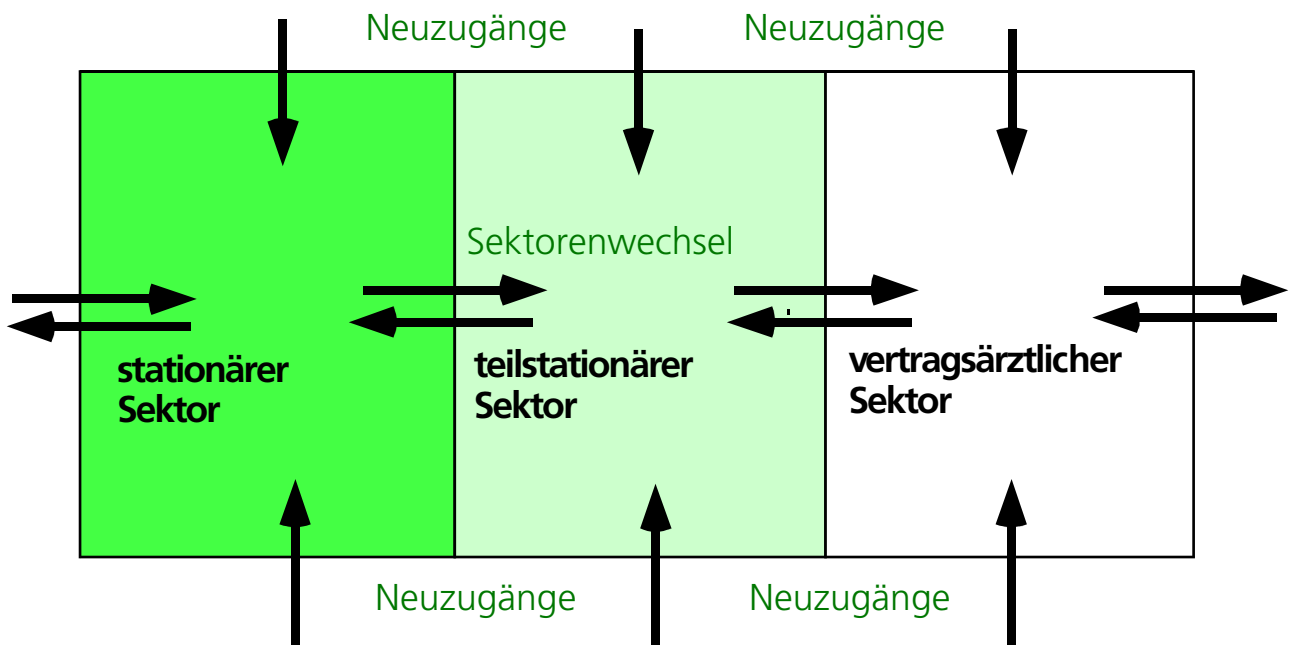 Neuzugänge
Neuzugänge
Sektorenwechsel
stationärer
Sektor
teilstationärer
Sektor
vertragsärztlicher
Sektor
Neuzugänge
Neuzugänge